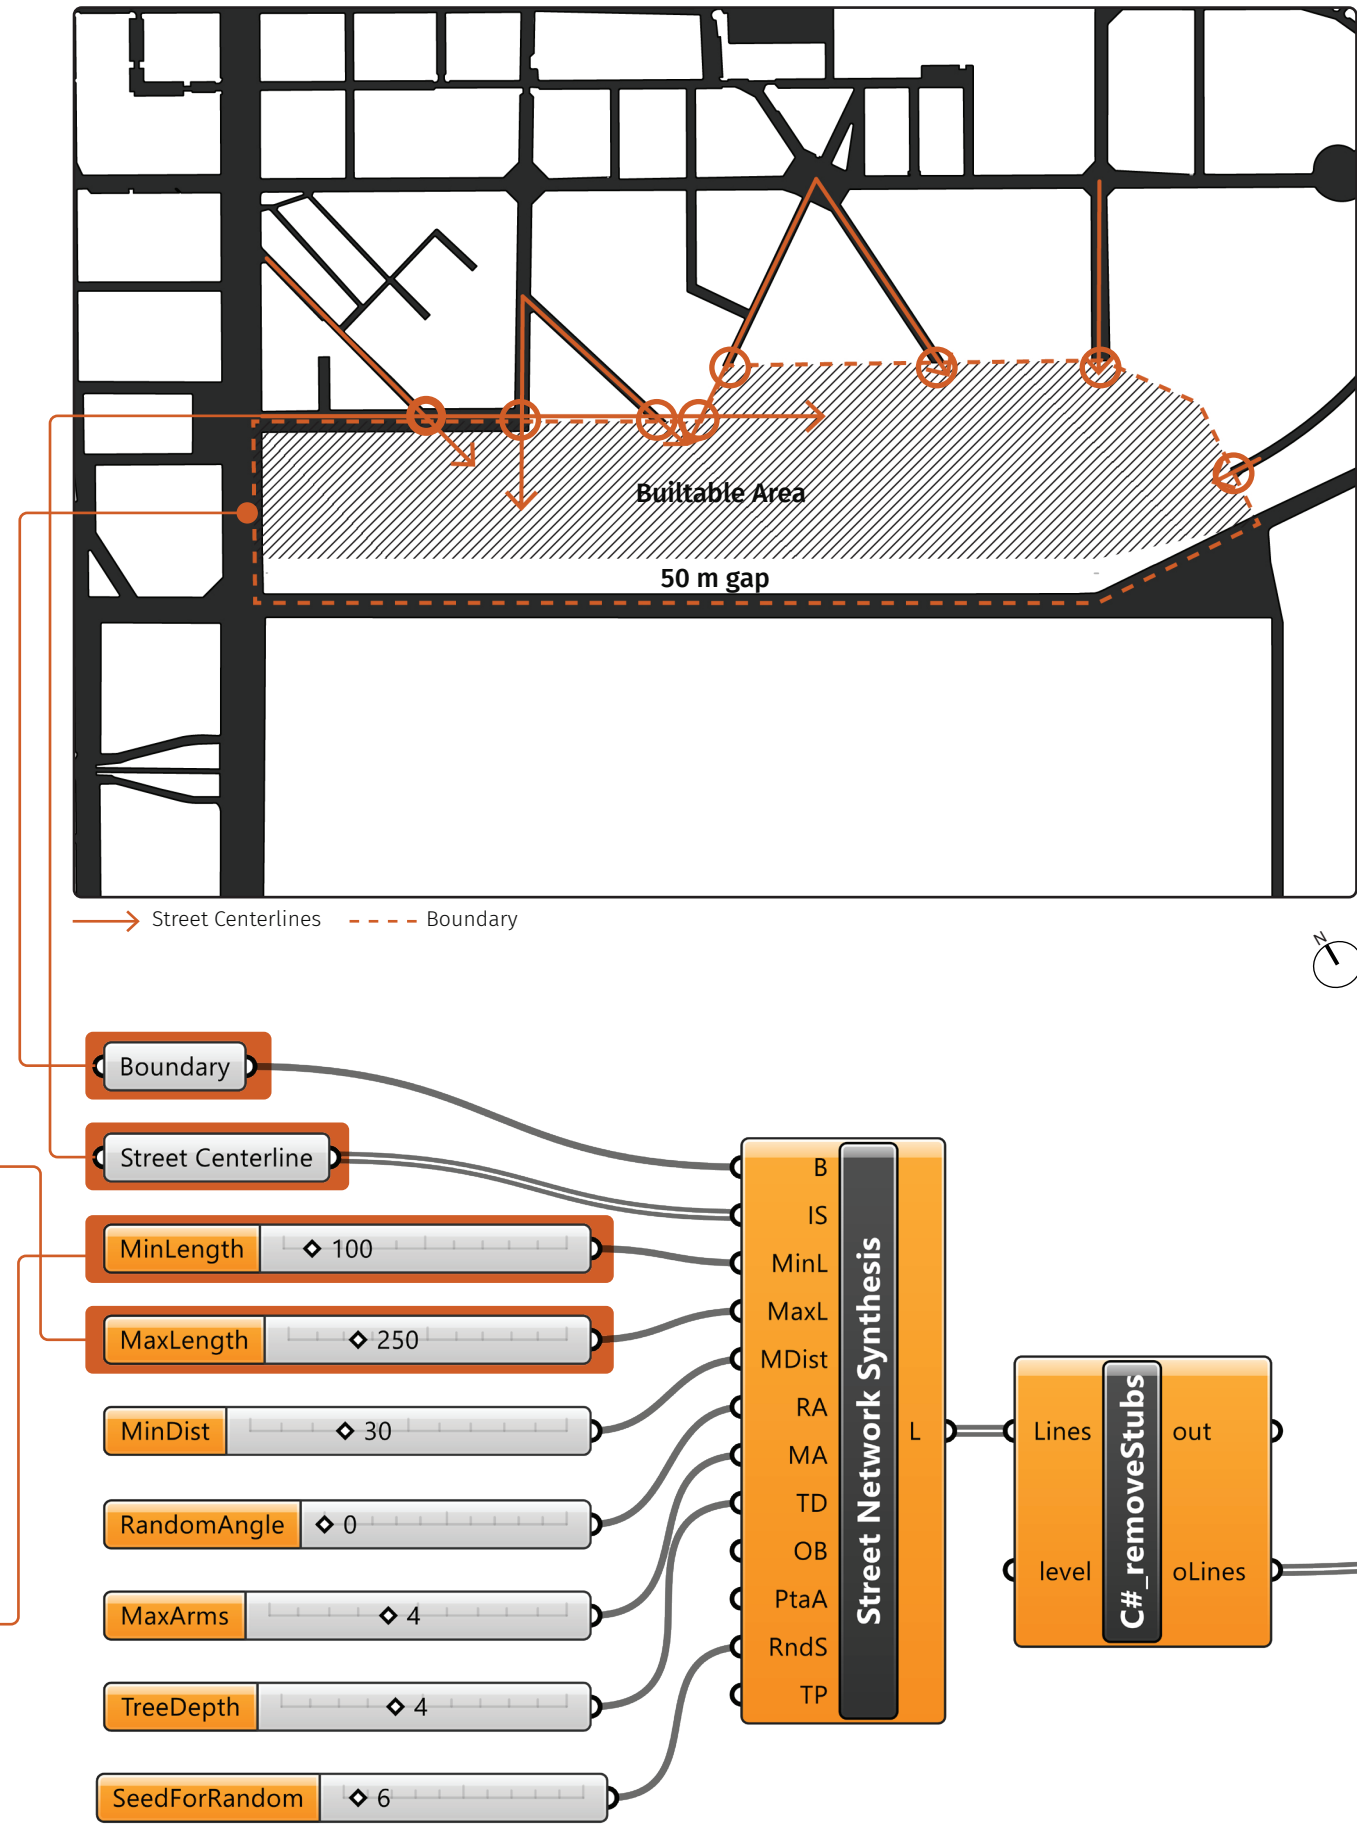 Builtable Area
50 m gap
Street Centerlines
Boundary
N
Boundary
Street Centerline
MinLength 100
MaxLength 250
MinDist 30
RandomAngle 0
MaxArms 4
TreeDepth 4
SeedForRandom 6
B
IS
MinL
MaxL
MDist
RA
MA
TD
OB
PtaA
RndS
TP
Street Network Synthesis
L
Lines
level
C#_removeStubs
out
oLines